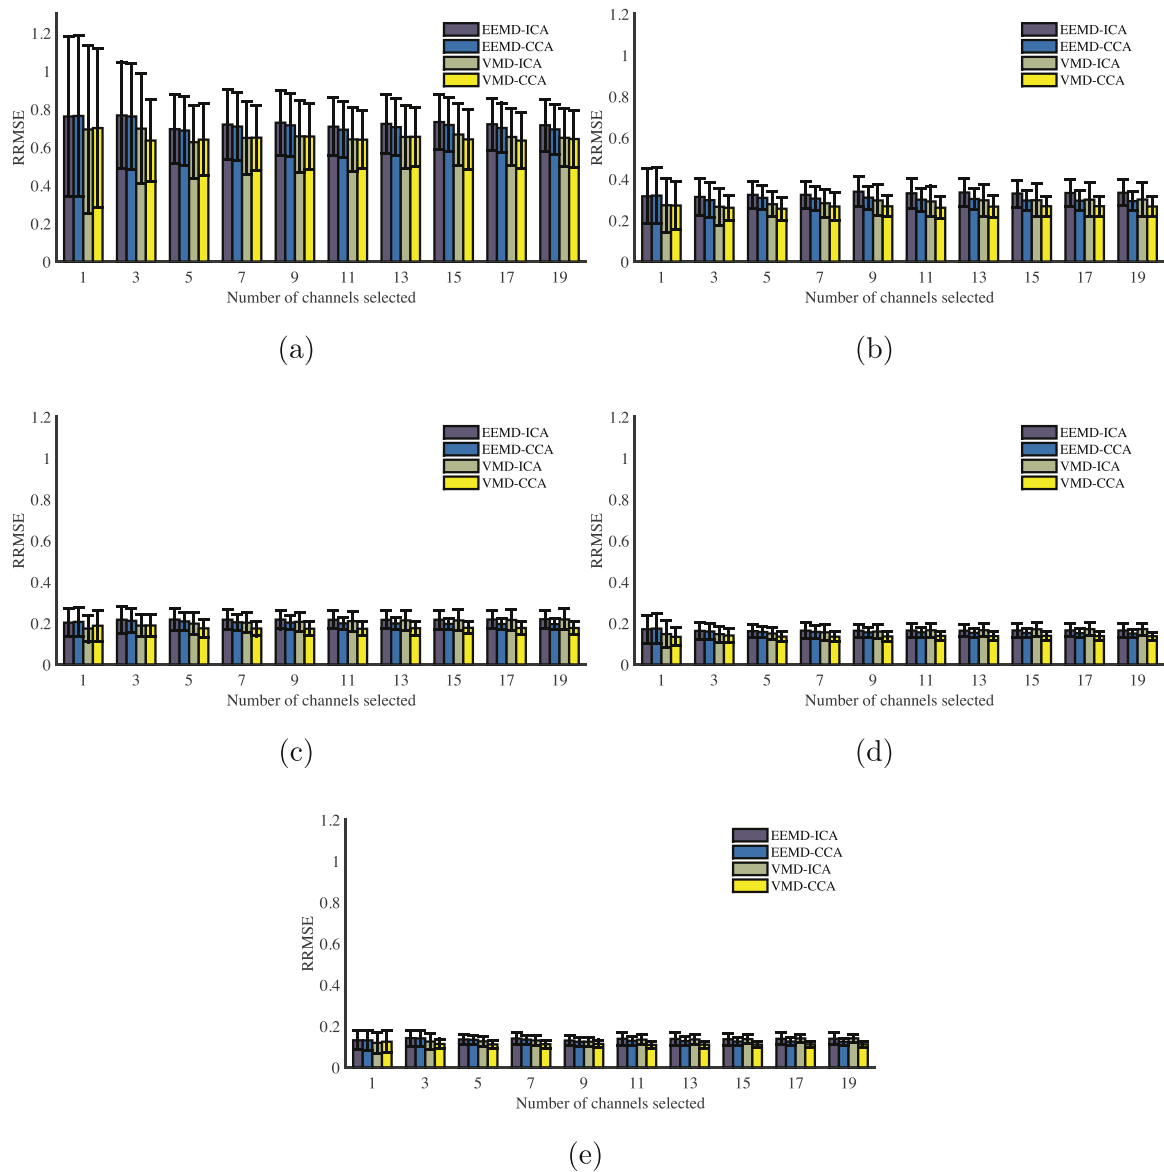 1.2
1
0.8
0.6
0.4
0.2
0
RRMSE
EEMD-ICA
EEMD-CCA
VMD-ICA
VMD-CCA
1 3 5 7 9 11 13 15 17 19
Number of channels selected
(a)
1.2
1
0.8
0.6
0.4
0.2
0
RRMSE
EEMD-ICA
EEMD-CCA
VMD-ICA
VMD-CCA
1 3 5 7 9 11 13 15 17 19
Number of channels selected
(b)
1.2
1
0.8
0.6
0.4
0.2
0
RRMSE
EEMD-ICA
EEMD-CCA
VMD-ICA
VMD-CCA
1 3 5 7 9 11 13 15 17 19
Number of channels selected
(c)
1.2
1
0.8
0.6
0.4
0.2
0
RRMSE
EEMD-ICA
EEMD-CCA
VMD-ICA
VMD-CCA
1 3 5 7 9 11 13 15 17 19
Number of channels selected
(d)
1.2
1
0.8
0.6
0.4
0.2
0
RRMSE
EEMD-ICA
EEMD-CCA
VMD-ICA
VMD-CCA
1 3 5 7 9 11 13 15 17 19
Number of channels selected
(e)